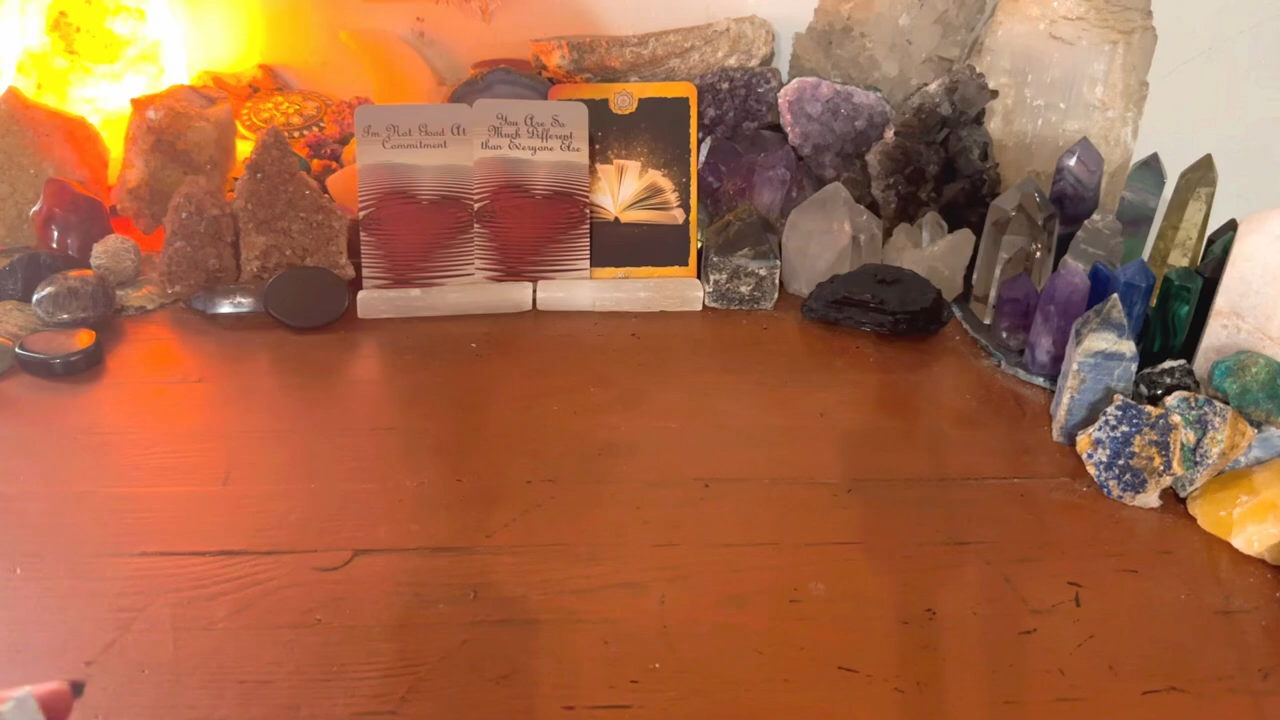 I'm Not Good At
Commitment
You Are So
Much Different
than Everyone Else